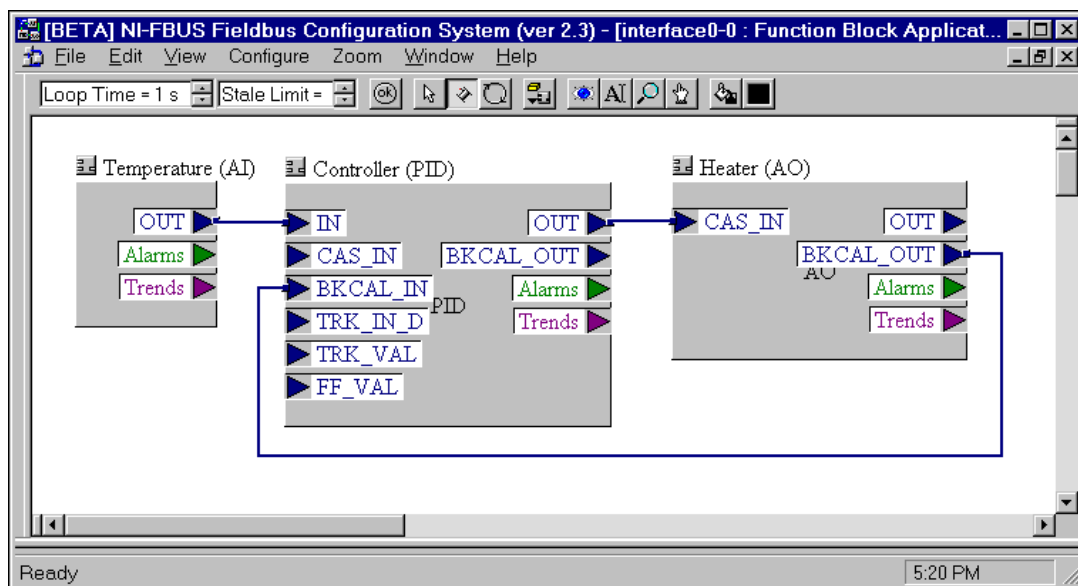 [BETA] NI-FBUS Fieldbus Configuration System (ver 2.3) - [interface0-0 : Function Block Applicat...
File Edit View Configure Zoom Window Help
Loop Time = 1 s Stale Limit = ok AI
Temperature (AI) Controller (PID) Heater (AO)
OUT IN OUT CAS_IN OUT
Alarms CAS_IN BKCAL_OUT BKCAL_OUT
AO
Trends BKCAL_IN Alarms Alarms
PID
TRK_IN_D Trends Trends
TRK_VAL
FF_VAL
Ready 5:20 PM